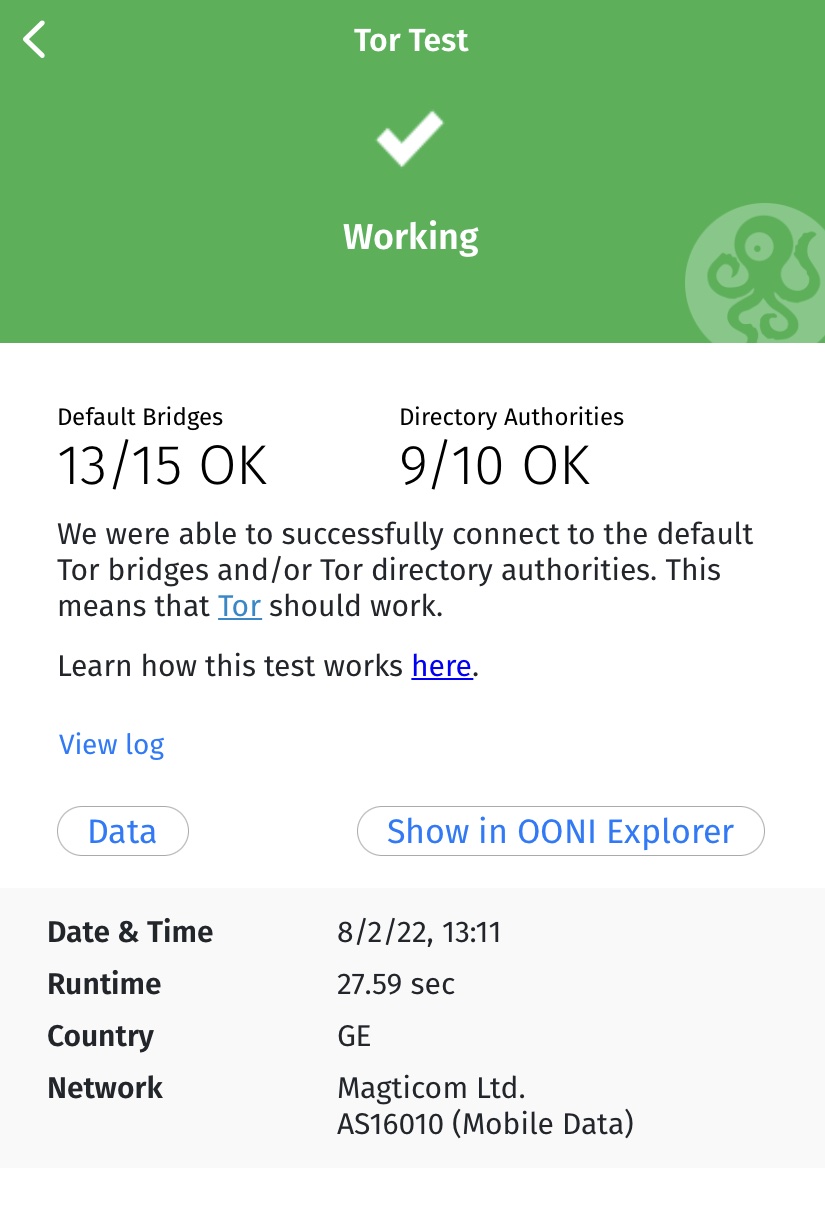 Tor Test
Working
Default Bridges
13/15 OK
Directory Authorities
9/10 OK
We were able to successfully connect to the default
Tor bridges and/or Tor directory authorities. This
means that Tor should work.
Learn how this test works here.
View log
Data
Show in OONI Explorer
Date & Time 8/2/22, 13:11
Runtime 27.59 sec
Country GE
Network Magticom Ltd.
AS16010 (Mobile Data)